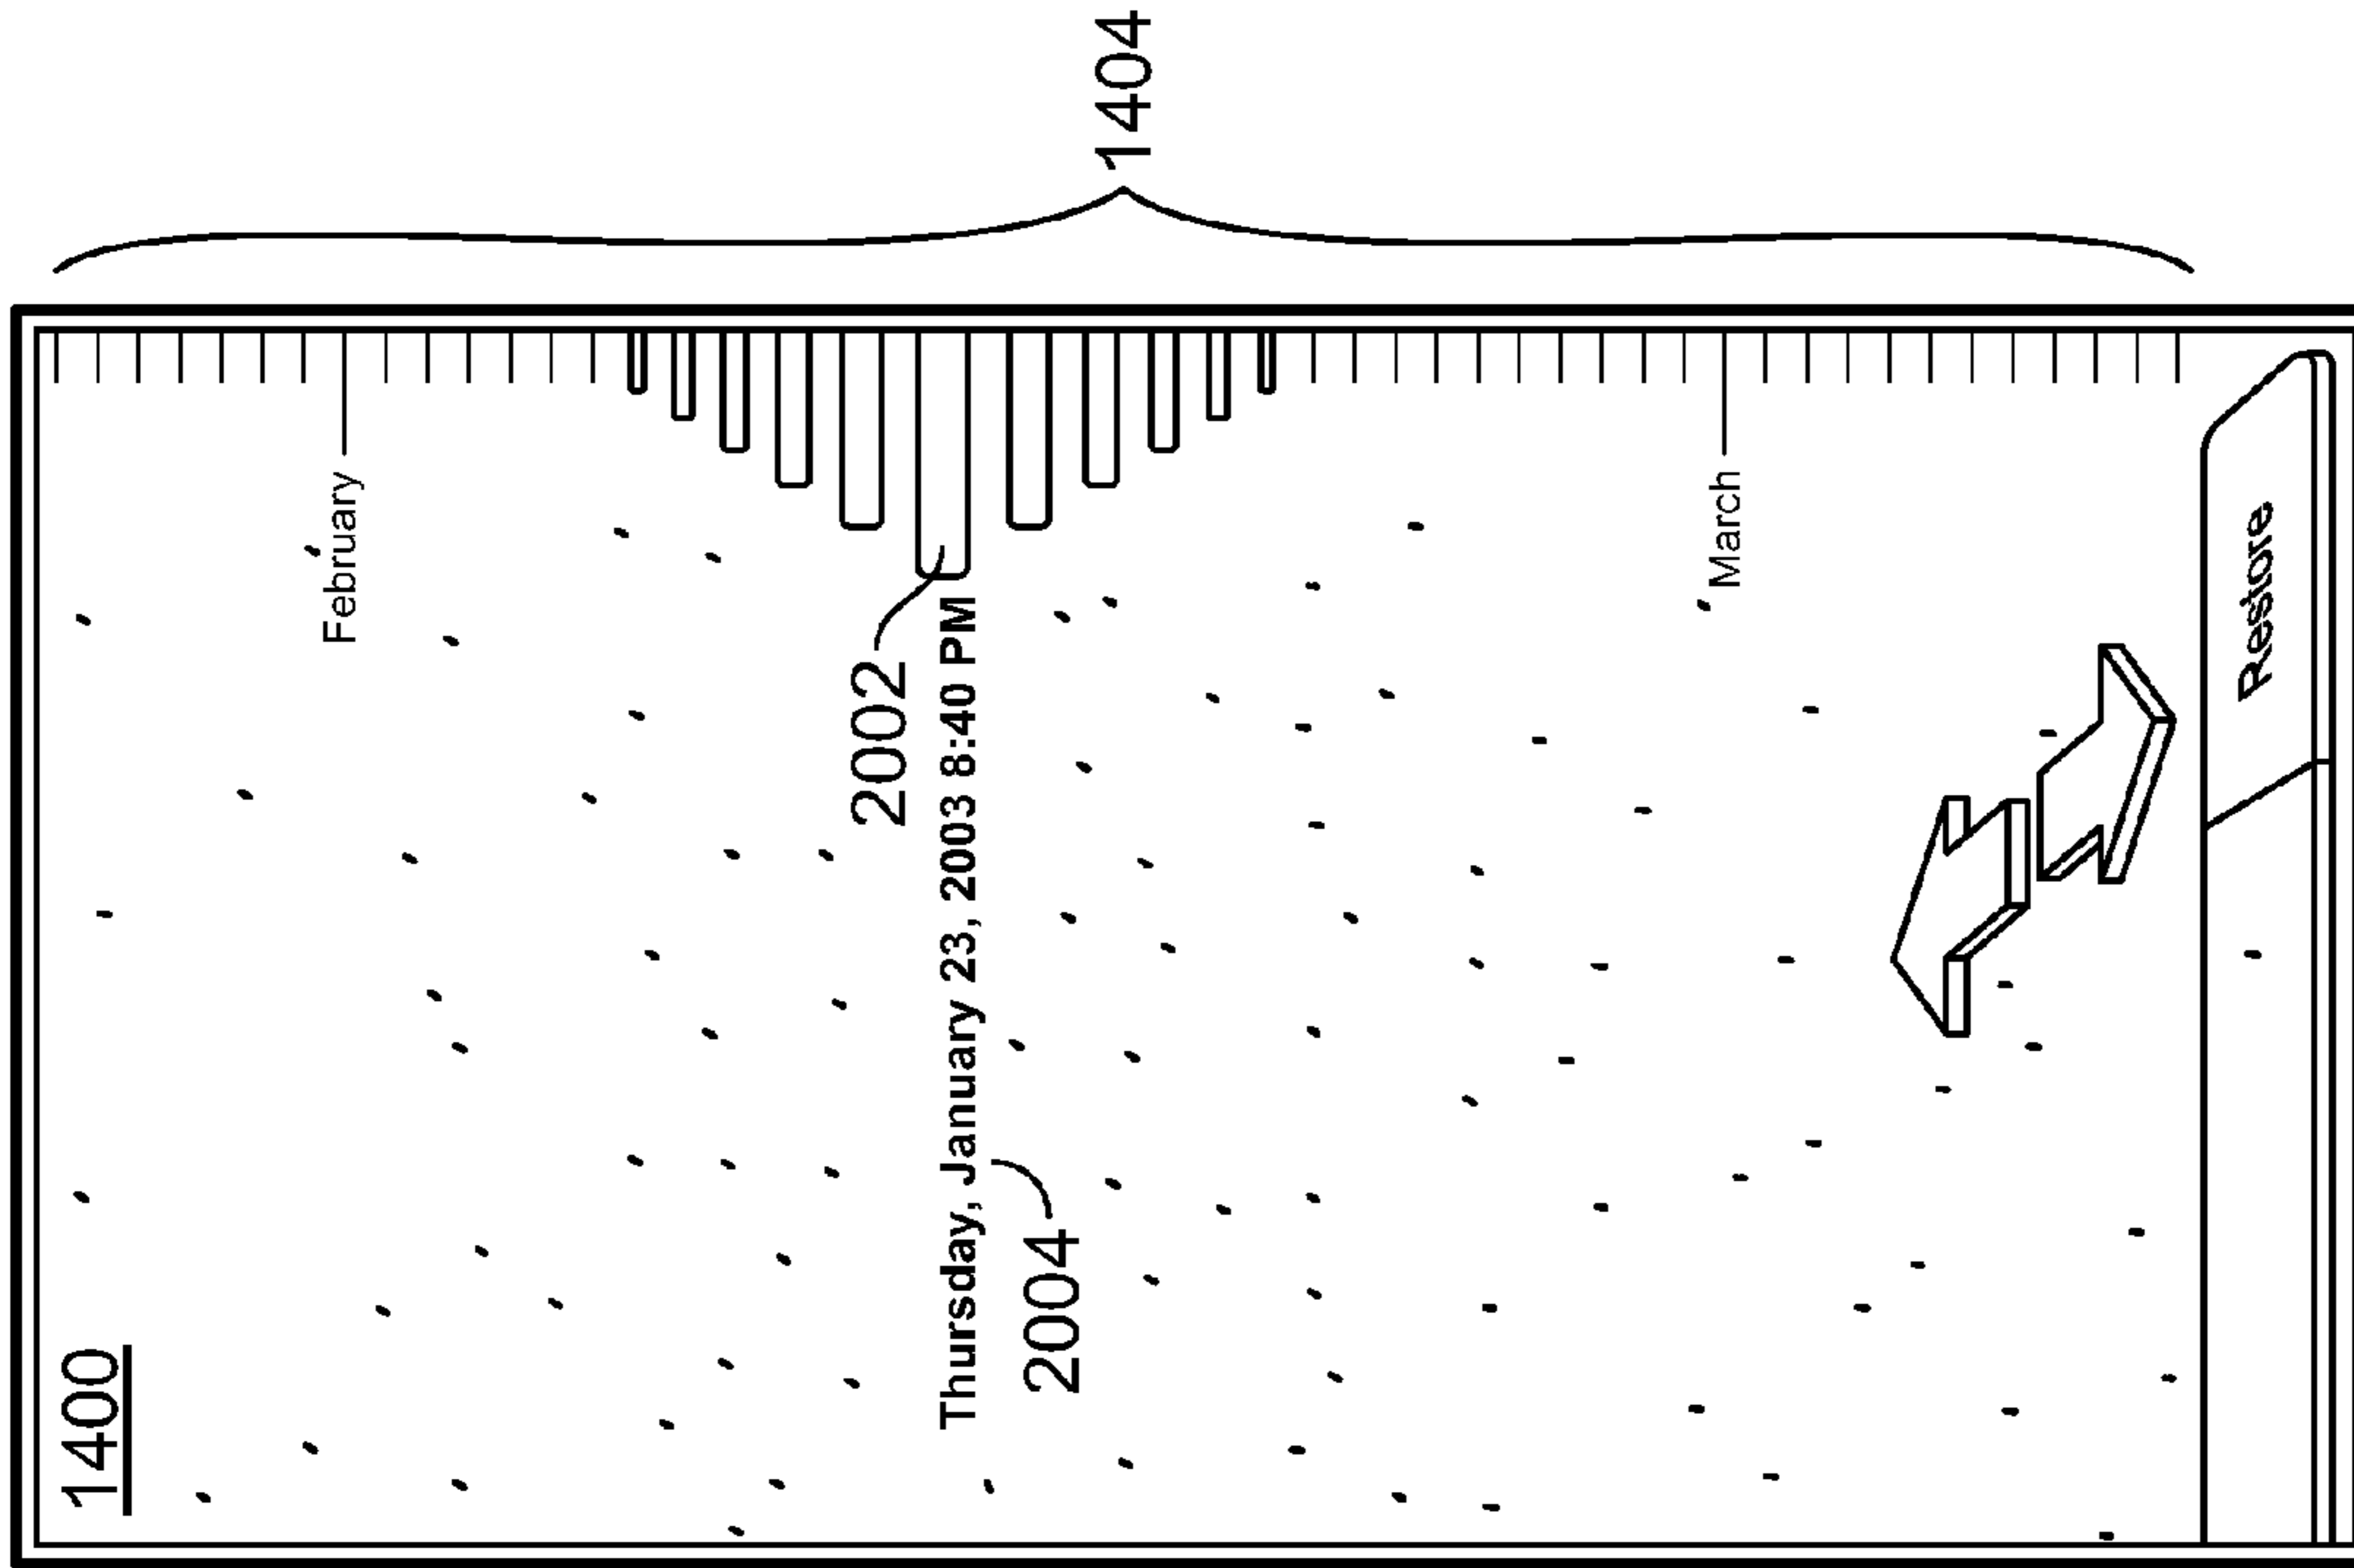 1400
1404
February
2002
Thursday, January 23, 2003 8:40 PM
2004
March
Restore